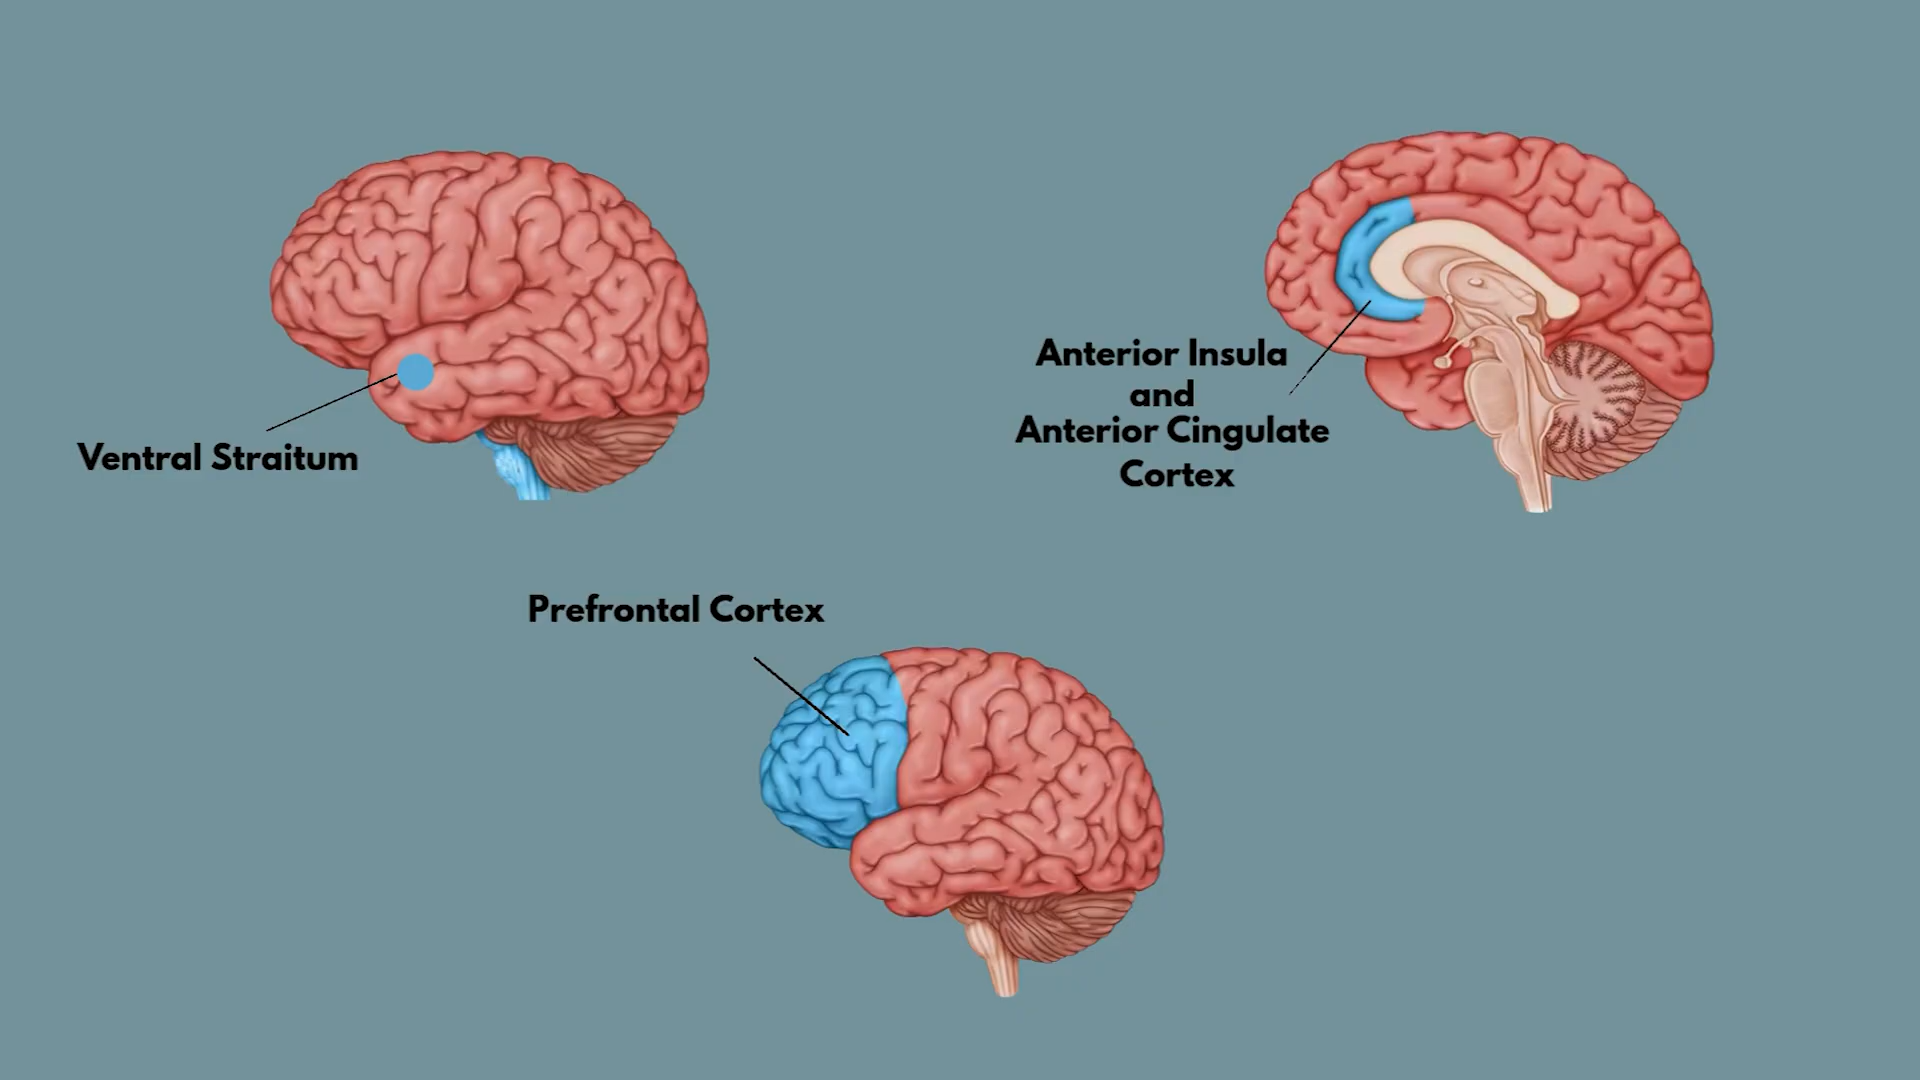 Ventral Straitum
Anterior Insula
and
Anterior Cingulate
Cortex
Prefrontal Cortex